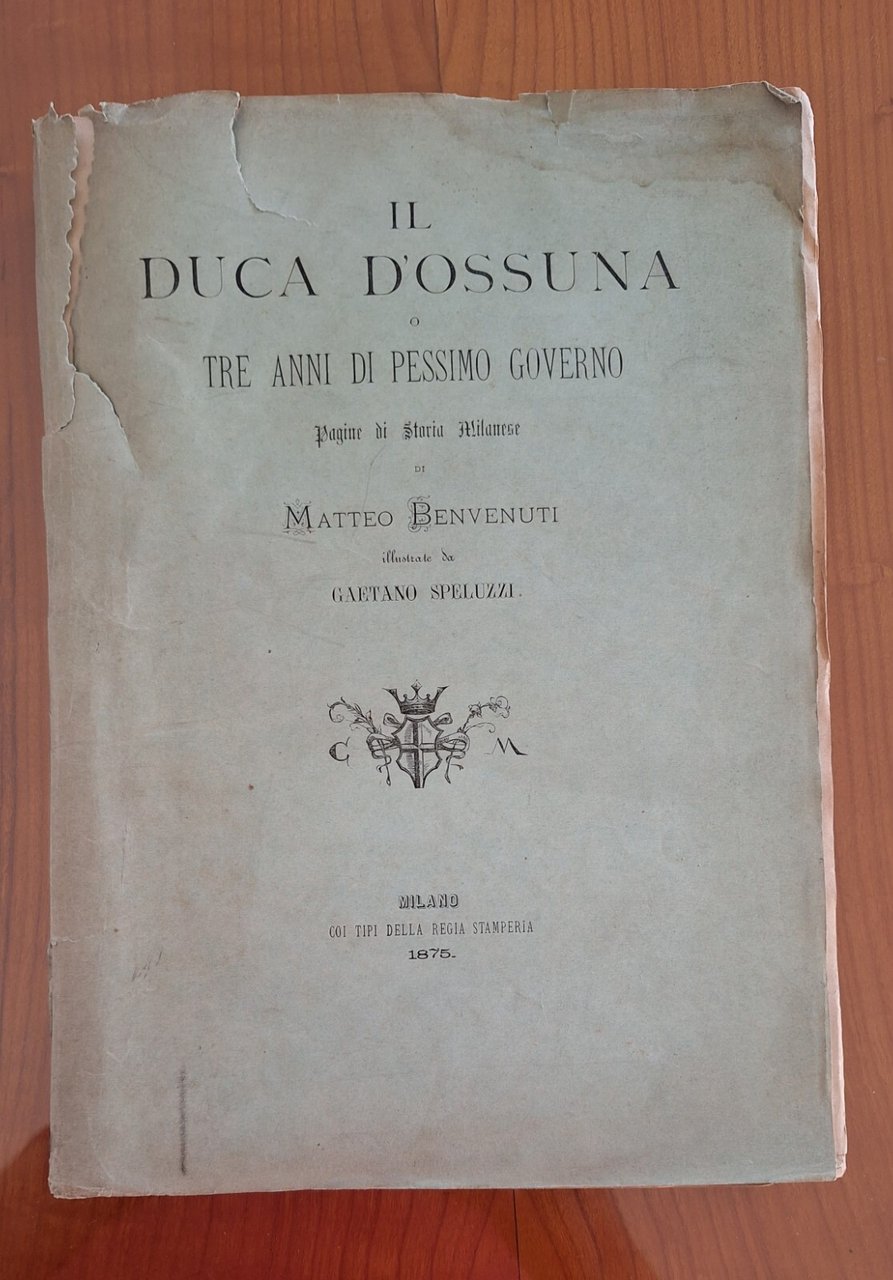 IL
DUCA D'OSSUNA
O
TRE ANNI DI PESSIMO GOVERNO
Pagine di Storia Milanese
DI
MATTEO BENVENUTI
illustrate da
GAETANO SPELUZZI.
C M
MILANO
COI TIPI DELLA REGIA STAMPERIA
1875.